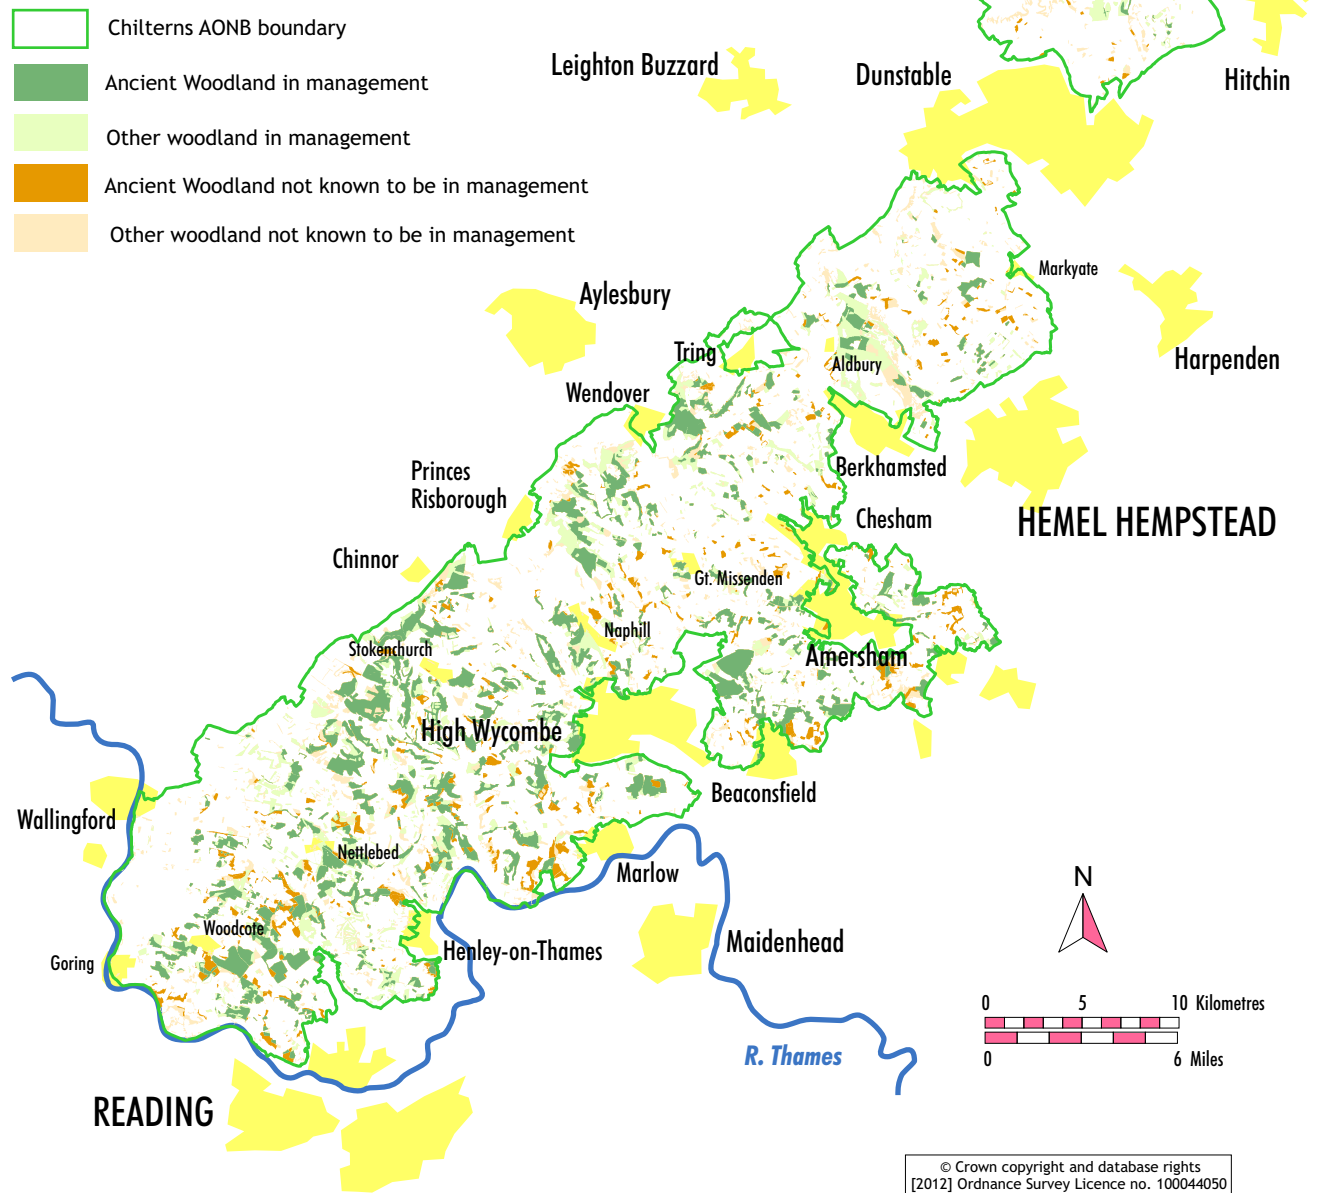 Chilterns AONB boundary
Ancient Woodland in management
Other woodland in management
Ancient Woodland not known to be in management
Other woodland not known to be in management
Leighton Buzzard
Dunstable
Hitchin
Markyate
Aylesbury
Harpenden
Tring
Aldbury
Wendover
Berkhamsted
Princes
Risborough
Chesham
HEMEL HEMPSTEAD
Chinnor
Gt. Missenden
Naphill
Stokenchurch
Amersham
High Wycombe
Beaconsfield
Wallingford
Nettlebed
Marlow
Woodcote
Maidenhead
Henley-on-Thames
Goring
N
0 5 10 Kilometres
0 6 Miles
R. Thames
READING
© Crown copyright and database rights
[2012] Ordnance Survey Licence no. 100044050